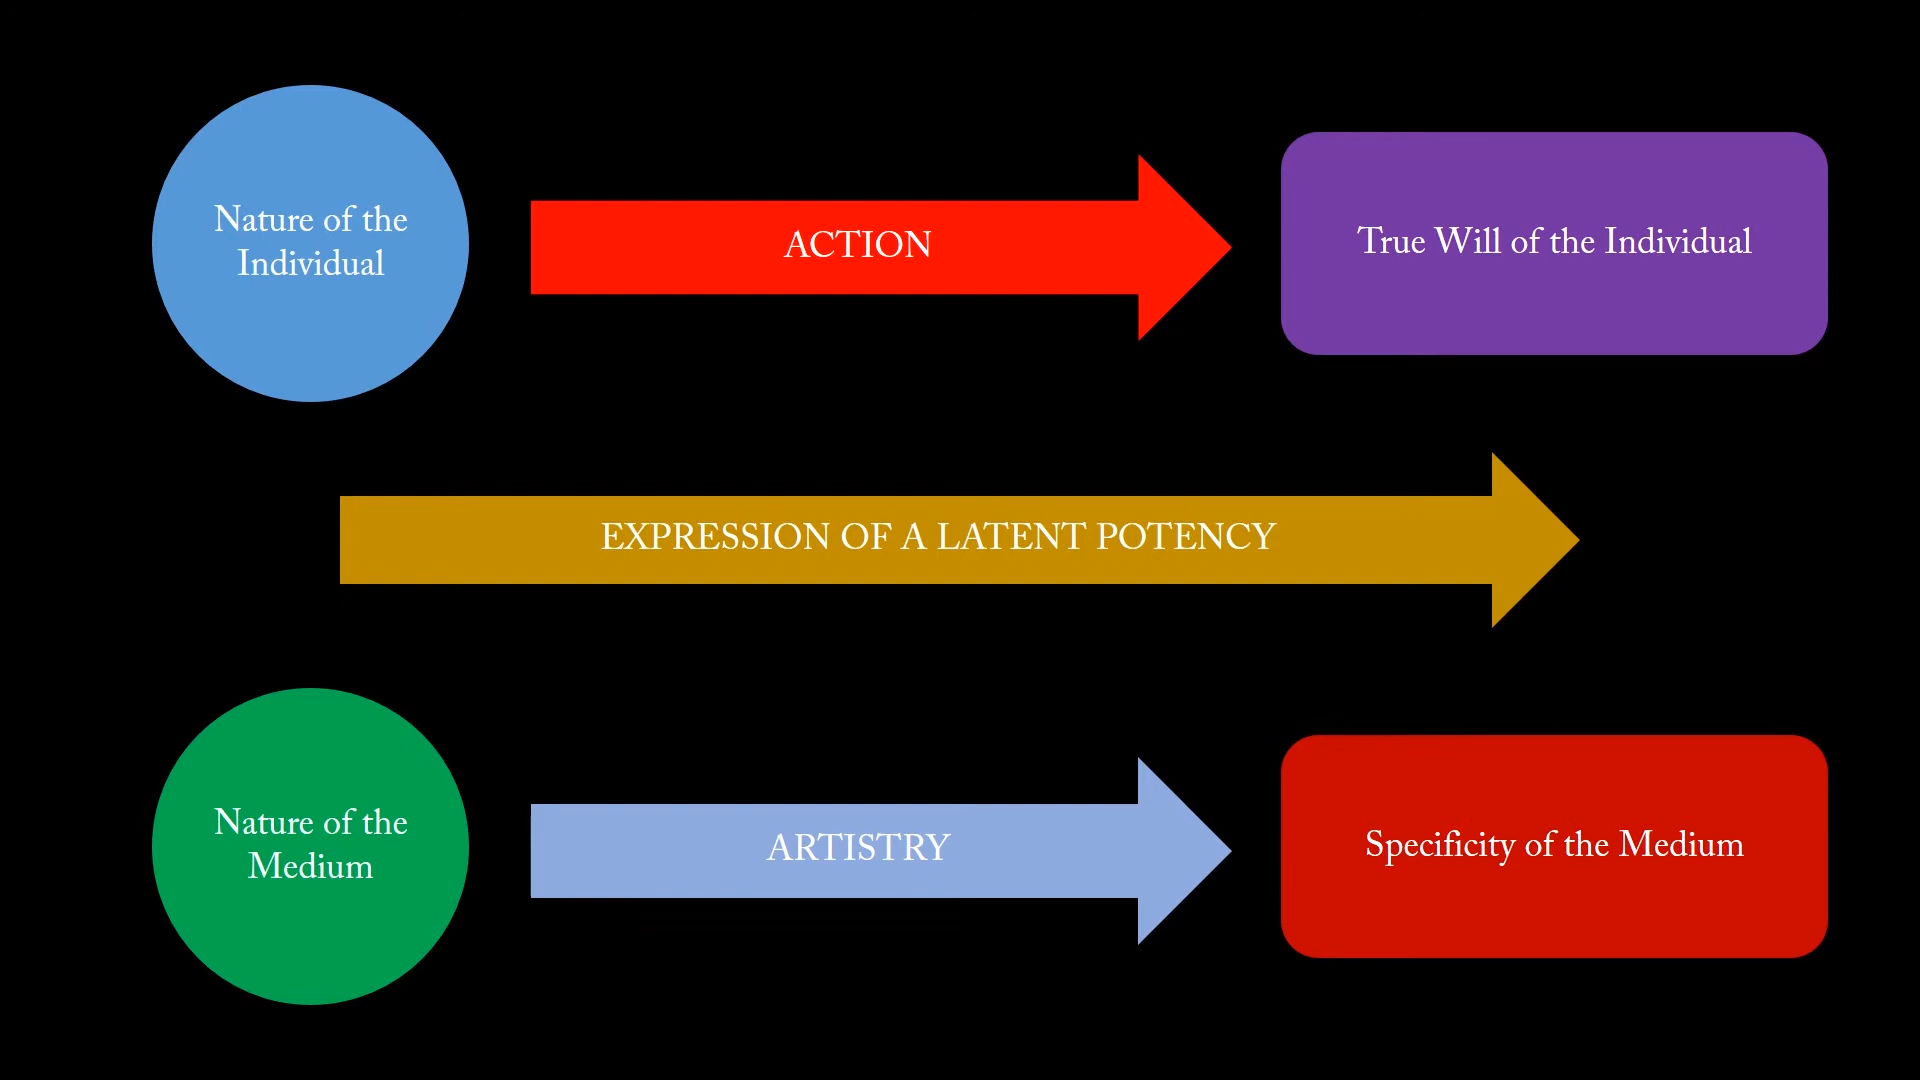 Nature of the
Individual
ACTION
True Will of the Individual
EXPRESSION OF A LATENT POTENCY
Nature of the
Medium
ARTISTRY
Specificity of the Medium